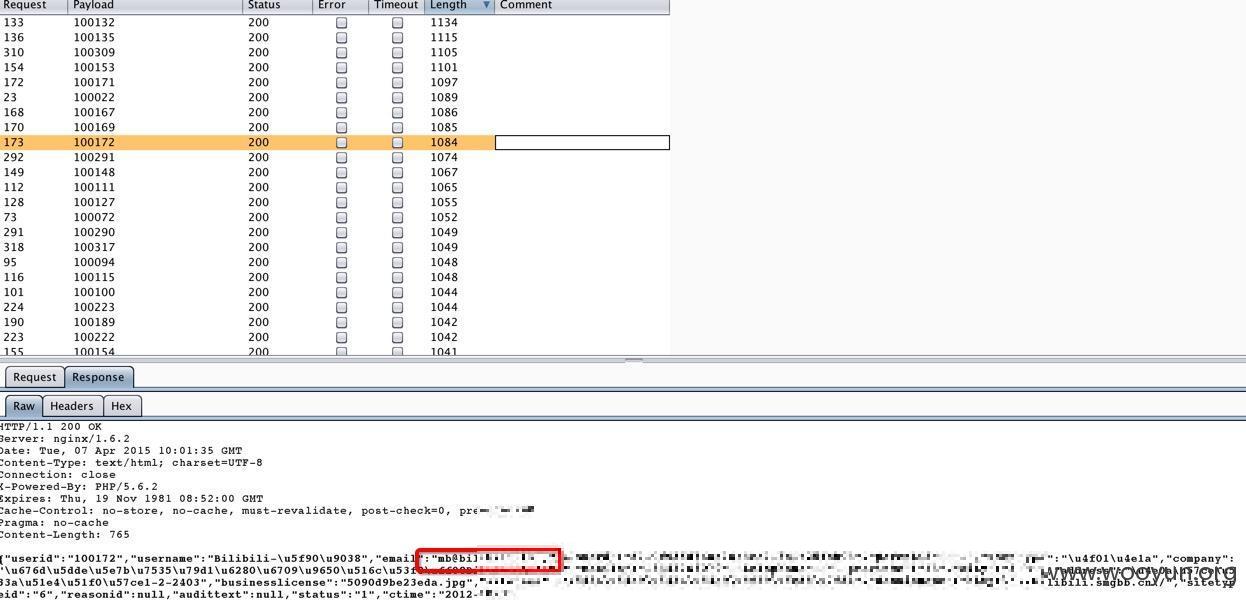 Request Payload Status Error Timeout Length Comment
133 100132 200 1134
136 100135 200 1115
310 100309 200 1105
154 100153 200 1101
172 100171 200 1097
23 100022 200 1089
168 100167 200 1086
170 100169 200 1085
173 100172 200 1084
292 100291 200 1074
149 100148 200 1067
112 100111 200 1065
128 100127 200 1055
73 100072 200 1052
291 100290 200 1049
318 100317 200 1049
95 100094 200 1048
116 100115 200 1048
101 100100 200 1044
224 100223 200 1044
190 100189 200 1042
223 100222 200 1042
155 100154 200 1041
Request Response
Raw Headers Hex
HTTP/1.1 200 OK
Server: nginx/1.6.2
Date: Tue, 07 Apr 2015 10:01:35 GMT
Content-Type: text/html; charset=UTF-8
Connection: close
X-Powered-By: PHP/5.6.2
Expires: Thu, 19 Nov 1981 08:52:00 GMT
Cache-Control: no-store, no-cache, must-revalidate, post-check=0, pre
Pragma: no-cache
Content-Length: 765
{"userid":"100172","username":"Bilibili-\u5f90\u9038","email":"mb@bil ":"\u4f01\u4e1a","company":
"\u676d\u5dde\u5e7b\u7535\u79d1\u6280\u6709\u9650\u516c\u53f8
33a\u51e4\u51f0\u57ce1-2-2403","businesslicense":"5090d9be23eda.jpg", libili.smgbb.cn
eid":"6","reasonid":null,"audittext":null,"status":"1","ctime":"2012-
www.wooyun.org